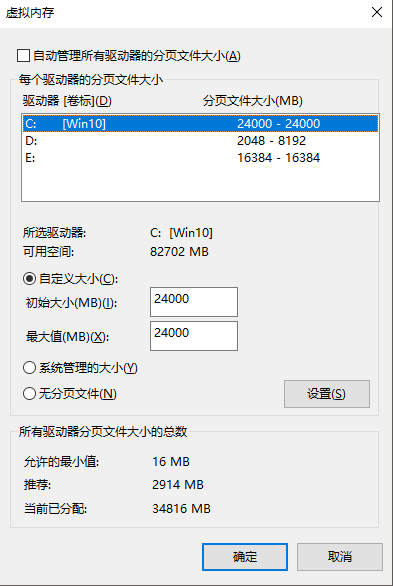 虚拟内存
自动管理所有驱动器的分页文件大小(A)
每个驱动器的分页文件大小
驱动器 [卷标](D) 分页文件大小(MB)
C: [Win10] 24000 - 24000
D: 2048 - 8192
E: 16384 - 16384
所选驱动器: C: [Win10]
可用空间: 82702 MB
自定义大小(C):
初始大小(MB)(I): 24000
最大值(MB)(X): 24000
系统管理的大小(Y)
无分页文件(N) 设置(S)
所有驱动器分页文件大小的总数
允许的最小值: 16 MB
推荐: 2914 MB
当前已分配: 34816 MB
确定 取消